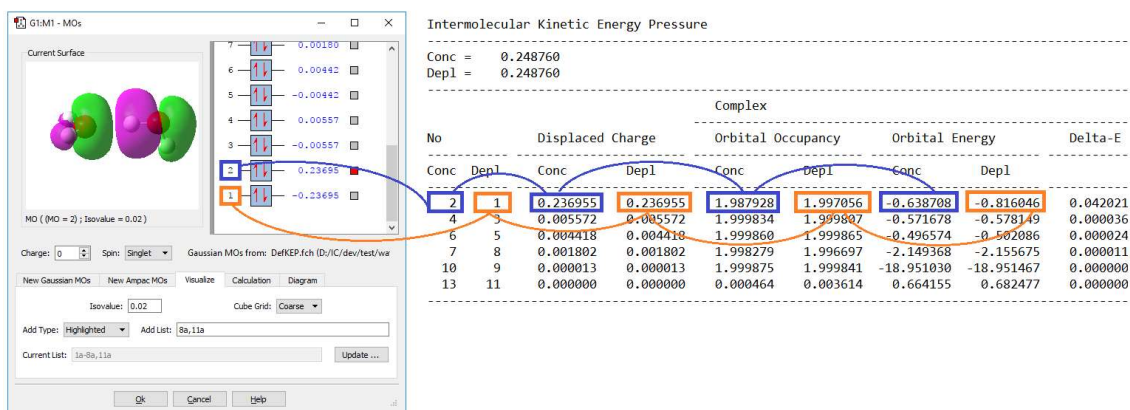 G1:M1 - MOs
Current Surface
MO ( (MO = 2) ; Isovalue = 0.02 )
7 0.00180
6 0.00442
5 -0.00442
4 0.00557
3 -0.00557
2 0.23695
1 -0.23695
Charge: 0 Spin: Singlet Gaussian MOs from: DefKEP.fch (D:/IC/dev/test/wa
New Gaussian MOs New Ampac MOs Visualize Calculation Diagram
Isovalue: 0.02 Cube Grid: Coarse
Add Type: Highlighted Add List: 8a,11a
Current List: 1a-8a,11a Update ...
Ok Cancel Help
Intermolecular Kinetic Energy Pressure
Conc = 0.248760
Depl = 0.248760
Complex
No Displaced Charge Orbital Occupancy Orbital Energy Delta-E
Conc Depl Conc Depl Conc Depl Conc Depl
2 1 0.236955 0.236955 1.987928 1.997056 -0.638708 -0.816046 0.042021
4 3 0.005572 0.005572 1.999834 1.999807 -0.571678 -0.578149 0.000036
6 5 0.004418 0.004418 1.999860 1.999865 -0.496574 -0.502086 0.000024
7 8 0.001802 0.001802 1.998279 1.996697 -2.149368 -2.155675 0.000011
10 9 0.000013 0.000013 1.999875 1.999841 -18.951030 -18.951467 0.000000
13 11 0.000000 0.000000 0.000464 0.003614 0.664155 0.682477 0.000000